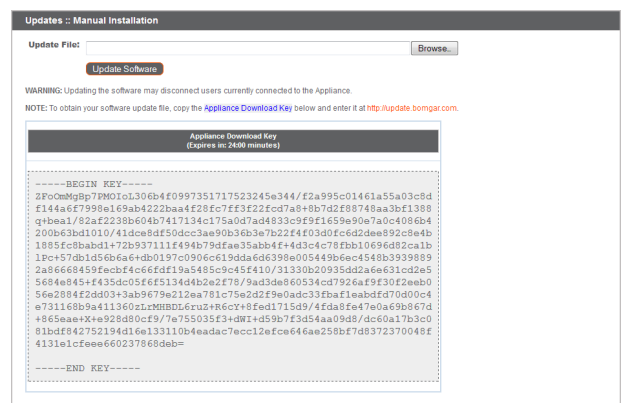 Updates :: Manual Installation
Update File:
Browse..
Update Software
WARNING: Updating the software may disconnect users currently connected to the Appliance.
NOTE: To obtain your software update file, copy the Appliance Download Key below and enter it at http://update.bomgar.com.
Appliance Download Key
(Expires in: 24:00 minutes)
-----BEGIN KEY-----
ZFoOmMgBp7PMOIoL306b4f0997351717523245e344/f2a995c01461a55a03c8d
f144a6f7998e169ab4222baa4f28fc7ff3f22fcd7a8+8b7d2f88748aa3bf1388
q+bea1/82af2238b604b7417134c175a0d7ad4833c9f9f1659e90e7a0c4086b4
200b63bd1010/41dce8df50dcc3ae90b36b3e7b22f4f03d0fc6d2dee892c8e4b
1885fc8babd1+72b937111f494b79dfae35abb4f+4d3c4c78fbb10696d82ca1b
lPc+57db1d56b6a6+db0197c0906c619dda6d6398e005449b6ec4548b3939889
2a86668459fecbf4c66fdf19a5485c9c45f410/31330b20935dd2a6e631cd2e5
5684e845+f435dc05f6f5134d4b2e2f78/9ad3de860534cd7926af9f30f2eeb0
56e2884f2dd03+3ab9679e212ea781c75e2d2f9e0adc33fbaf1eabdfd70d00c4
e731168b9a411360zLrMHBDL6ruZ+R6cY+8fed1715d9/4fda8fe47e0a69b867d
+865eae+X+e928d80cf9/7e755035f3+dWI+d59b7f3d54aa09d8/dc60a17b3c0
81bdf842752194d16e133110b4eadac7ecc12efce646ae258bf7d8372370048f
4131e1cfeee660237868deb=
-----END KEY-----